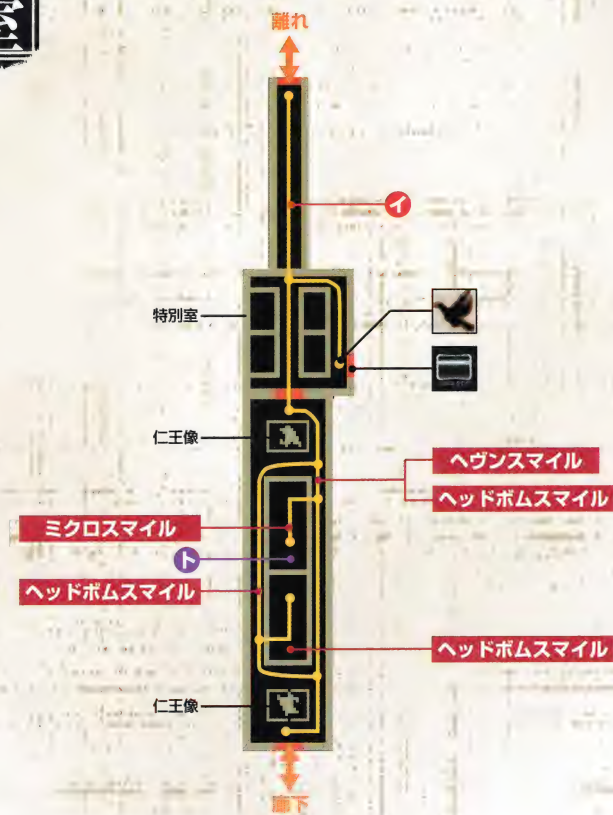 離れ
イ
特別室
仁王像
ヘヴンスマイル
ヘッドボムスマイル
ミクロスマイル
ト
ヘッドボムスマイル
ヘッドボムスマイル
仁王像
廊下